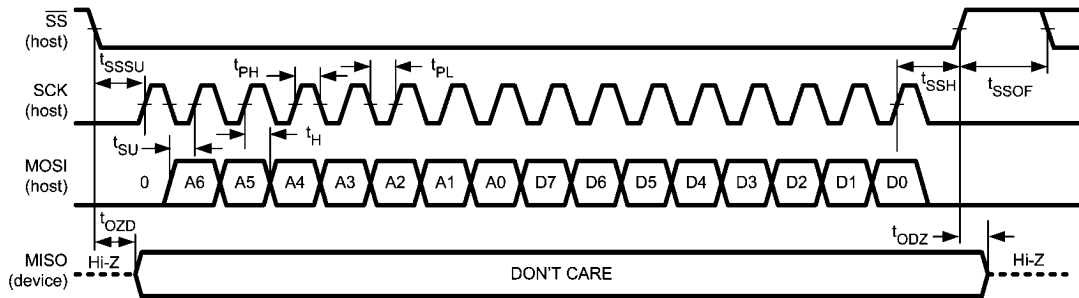 SS
(host)
tSSSU
tPH
tPL
tSSH
tSSOF
SCK
(host)
tSU
tH
MOSI
(host)
0 A6 A5 A4 A3 A2 A1 A0 D7 D6 D5 D4 D3 D2 D1 D0
tOZD
tODZ
MISO
(device)
Hi-Z
DON'T CARE
Hi-Z